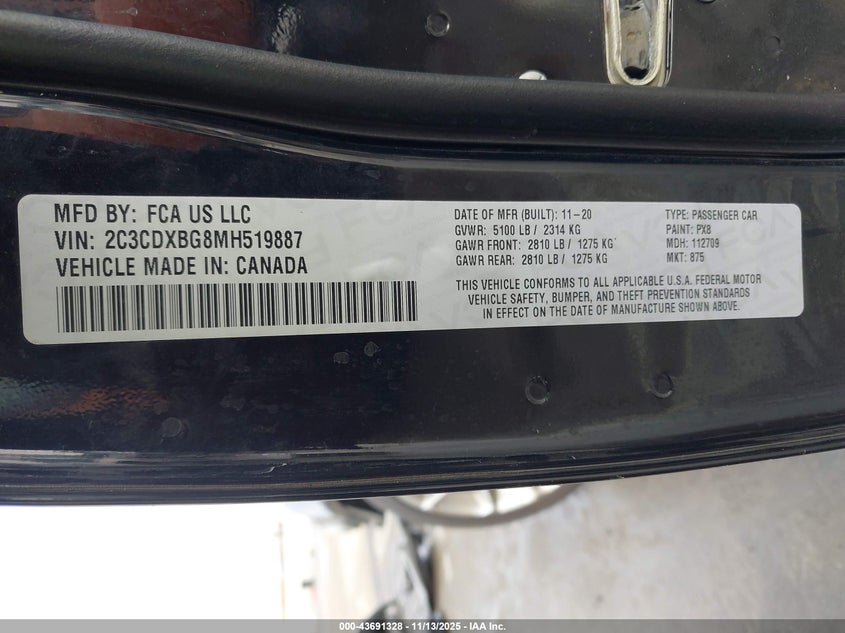 MFD BY: FCA US LLC
VIN: 2C3CDXBG8MH519887
VEHICLE MADE IN: CANADA
DATE OF MFR (BUILT): 11-20
GVWR: 5100 LB / 2314 KG
GAWR FRONT: 2810 LB / 1275 KG
GAWR REAR: 2810 LB / 1275 KG
TYPE: PASSENGER CAR
PAINT: PX8
MDH: 112709
MKT: 875
THIS VEHICLE CONFORMS TO ALL APPLICABLE U.S.A. FEDERAL MOTOR
VEHICLE SAFETY, BUMPER, AND THEFT PREVENTION STANDARDS
IN EFFECT ON THE DATE OF MANUFACTURE SHOWN ABOVE.
000-43691328 - 11/13/2025 - IAA Inc.